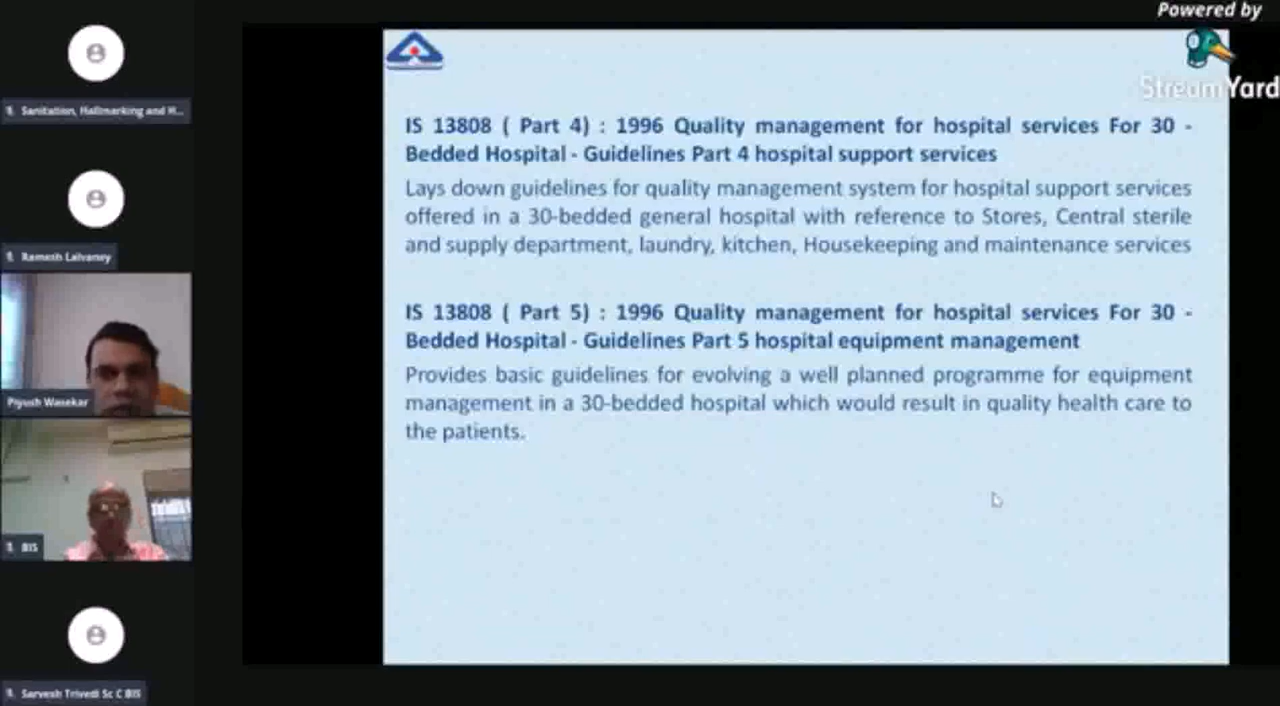 Powered by
StreamYard
Sanitation, Hallmarking and H...
Ramesh Lalvaney
Piyush Wasekar
BIS
Sarvesh Trivedi Sc C BIS
IS 13808 ( Part 4) : 1996 Quality management for hospital services For 30 -
Bedded Hospital - Guidelines Part 4 hospital support services
Lays down guidelines for quality management system for hospital support services
offered in a 30-bedded general hospital with reference to Stores, Central sterile
and supply department, laundry, kitchen, Housekeeping and maintenance services
IS 13808 ( Part 5) : 1996 Quality management for hospital services For 30 -
Bedded Hospital - Guidelines Part 5 hospital equipment management
Provides basic guidelines for evolving a well planned programme for equipment
management in a 30-bedded hospital which would result in quality health care to
the patients.